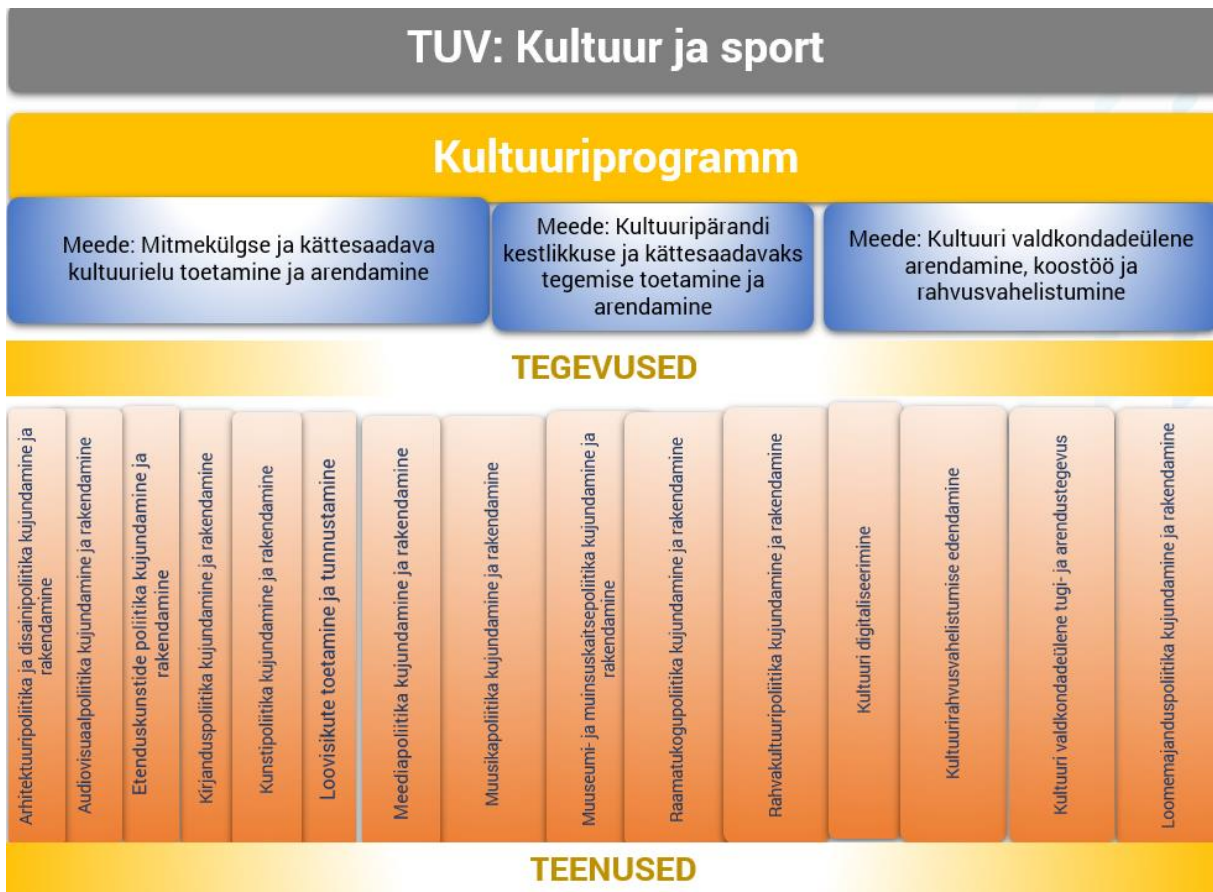 TUV: Kultuur ja sport
Kultuuriprogramm
Meede: Mitmekülgse ja kättesaadava
kultuurielu toetamine ja arendamine
Meede: Kultuuripärandi
kestlikkuse ja kättesaadavaks
tegemise toetamine ja
arendamine
Meede: Kultuuri valdkondadeülene
arendamine, koostöö ja
rahvusvahelistumine
TEGEVUSED
Arhitektuuripoliitika ja disainipoliitika kujundamine ja
rakendamine
Audiovisuaalpoliitika kujundamine ja rakendamine
Etenduskunstide poliitika kujundamine ja
rakendamine
Kirjanduspoliitika kujundamine ja rakendamine
Kunstipoliitika kujundamine ja rakendamine
Loovisikute toetamine ja tunnustamine
Meediapoliitika kujundamine ja rakendamine
Muusikapoliitika kujundamine ja rakendamine
Muuseumi- ja muinsuskaitsepoliitika kujundamine ja
rakendamine
Raamatukogupoliitika kujundamine ja rakendamine
Rahvakultuuripoliitika kujundamine ja rakendamine
Kultuuri digitaliseerimine
Kultuurirahvusvahelistumise edendamine
Kultuuri valdkondadeülene tugi- ja arendustegevus
Loomemajanduspoliitika kujundamine ja rakendamine
TEENUSED